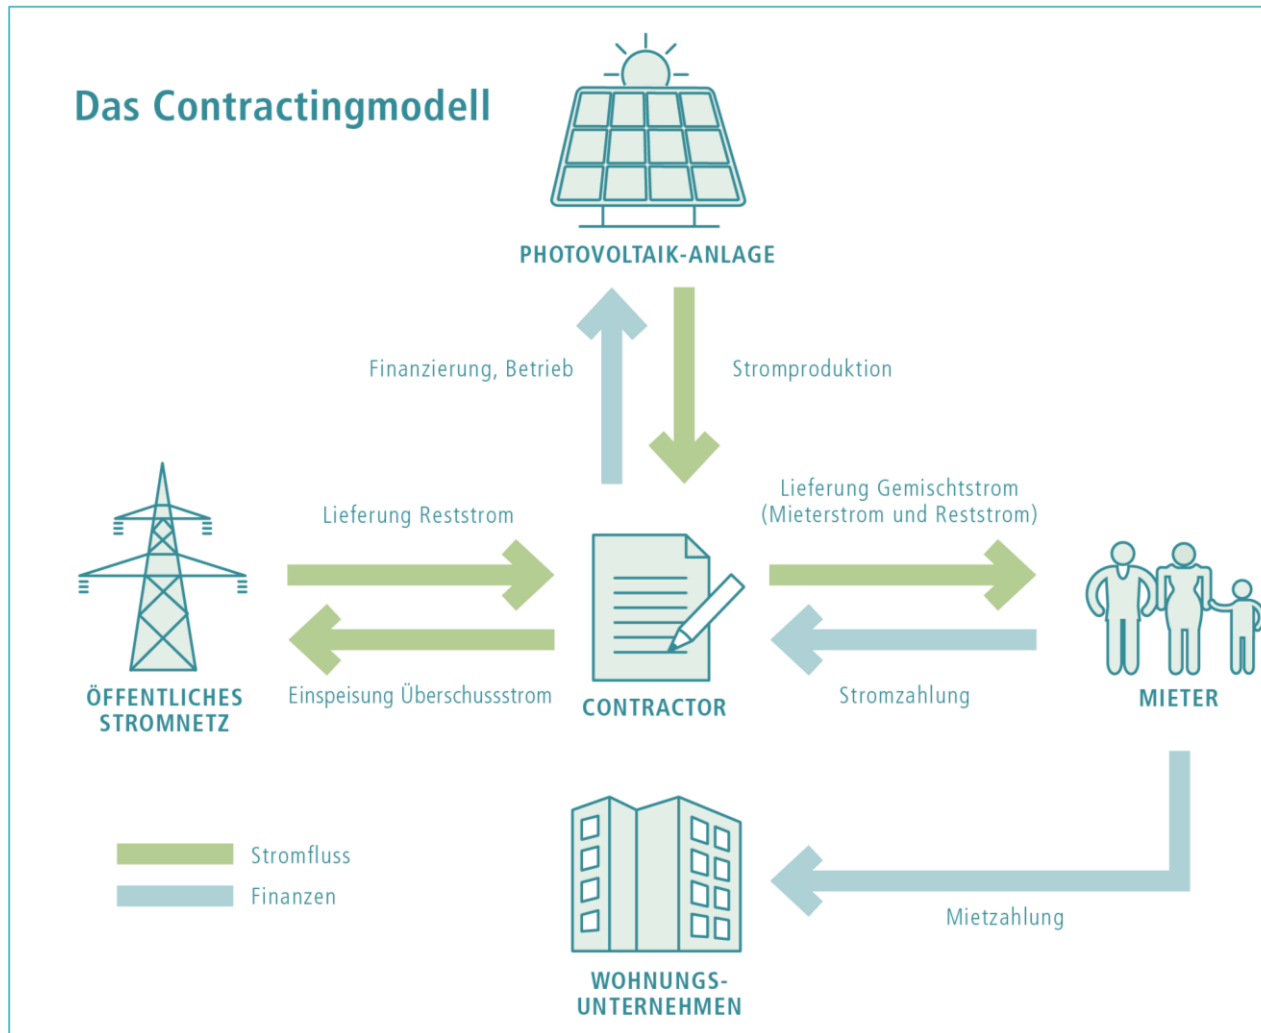 Das Contractingmodell
PHOTOVOLTAIK-ANLAGE
Finanzierung, Betrieb
Stromproduktion
Lieferung Reststrom
Lieferung Gemischtstrom
(Mieterstrom und Reststrom)
ÖFFENTLICHES
STROMNETZ
Einspeisung Überschussstrom
CONTRACTOR
Stromzahlung
MIETER
Stromfluss
Finanzen
Mietzahlung
WOHNUNGS-
UNTERNEHMEN